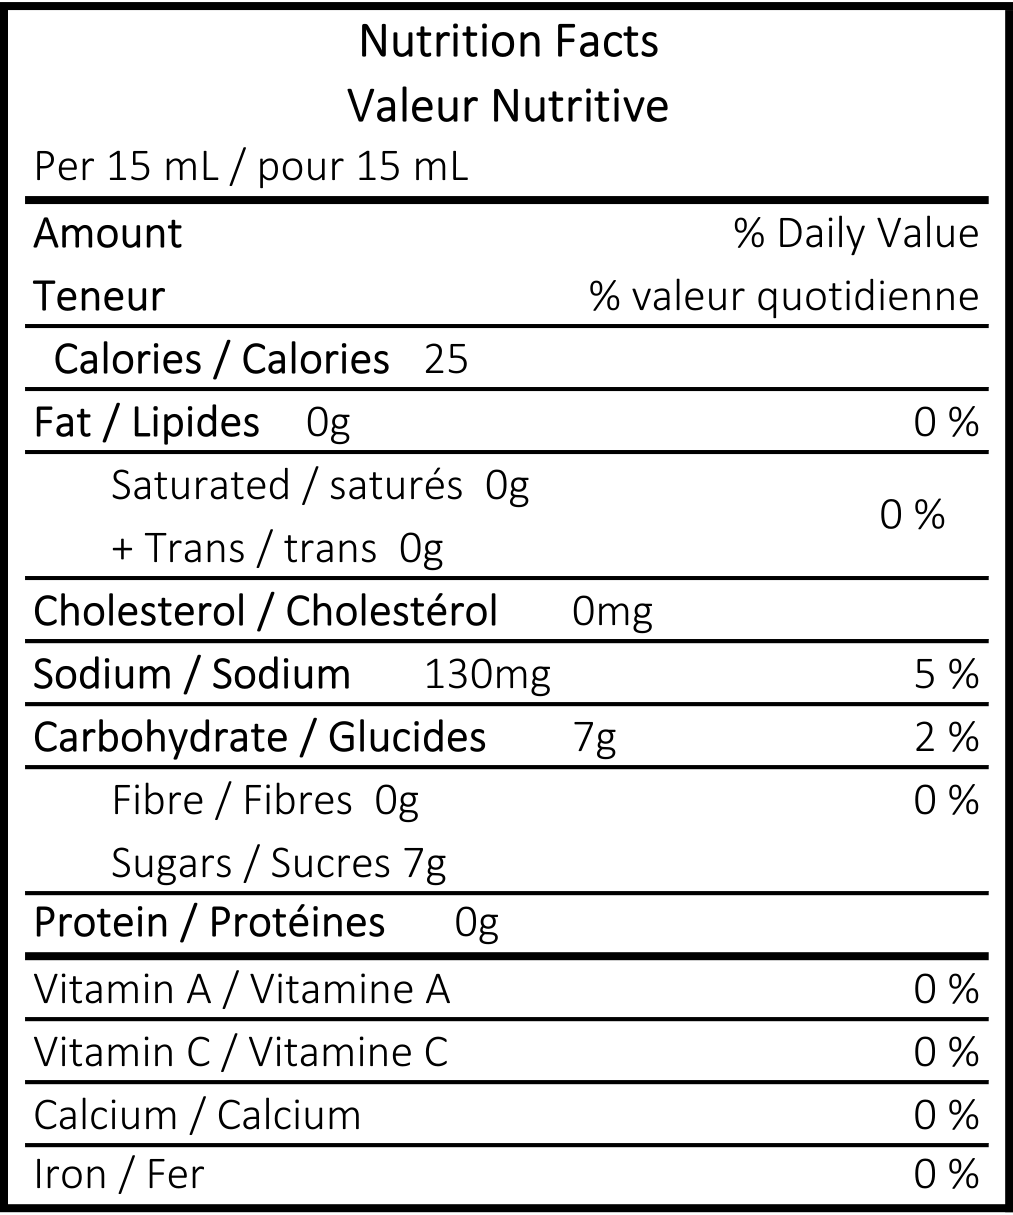 Nutrition Facts
Valeur Nutritive
Per 15 mL / pour 15 mL
Amount % Daily Value
Teneur % valeur quotidienne
Calories / Calories 25
Fat / Lipides 0g 0 %
Saturated / saturés 0g
0 %
+ Trans / trans 0g
Cholesterol / Cholestérol 0mg
Sodium / Sodium 130mg 5 %
Carbohydrate / Glucides 7g 2 %
Fibre / Fibres 0g 0 %
Sugars / Sucres 7g
Protein / Protéines 0g
Vitamin A / Vitamine A 0 %
Vitamin C / Vitamine C 0 %
Calcium / Calcium 0 %
Iron / Fer 0 %